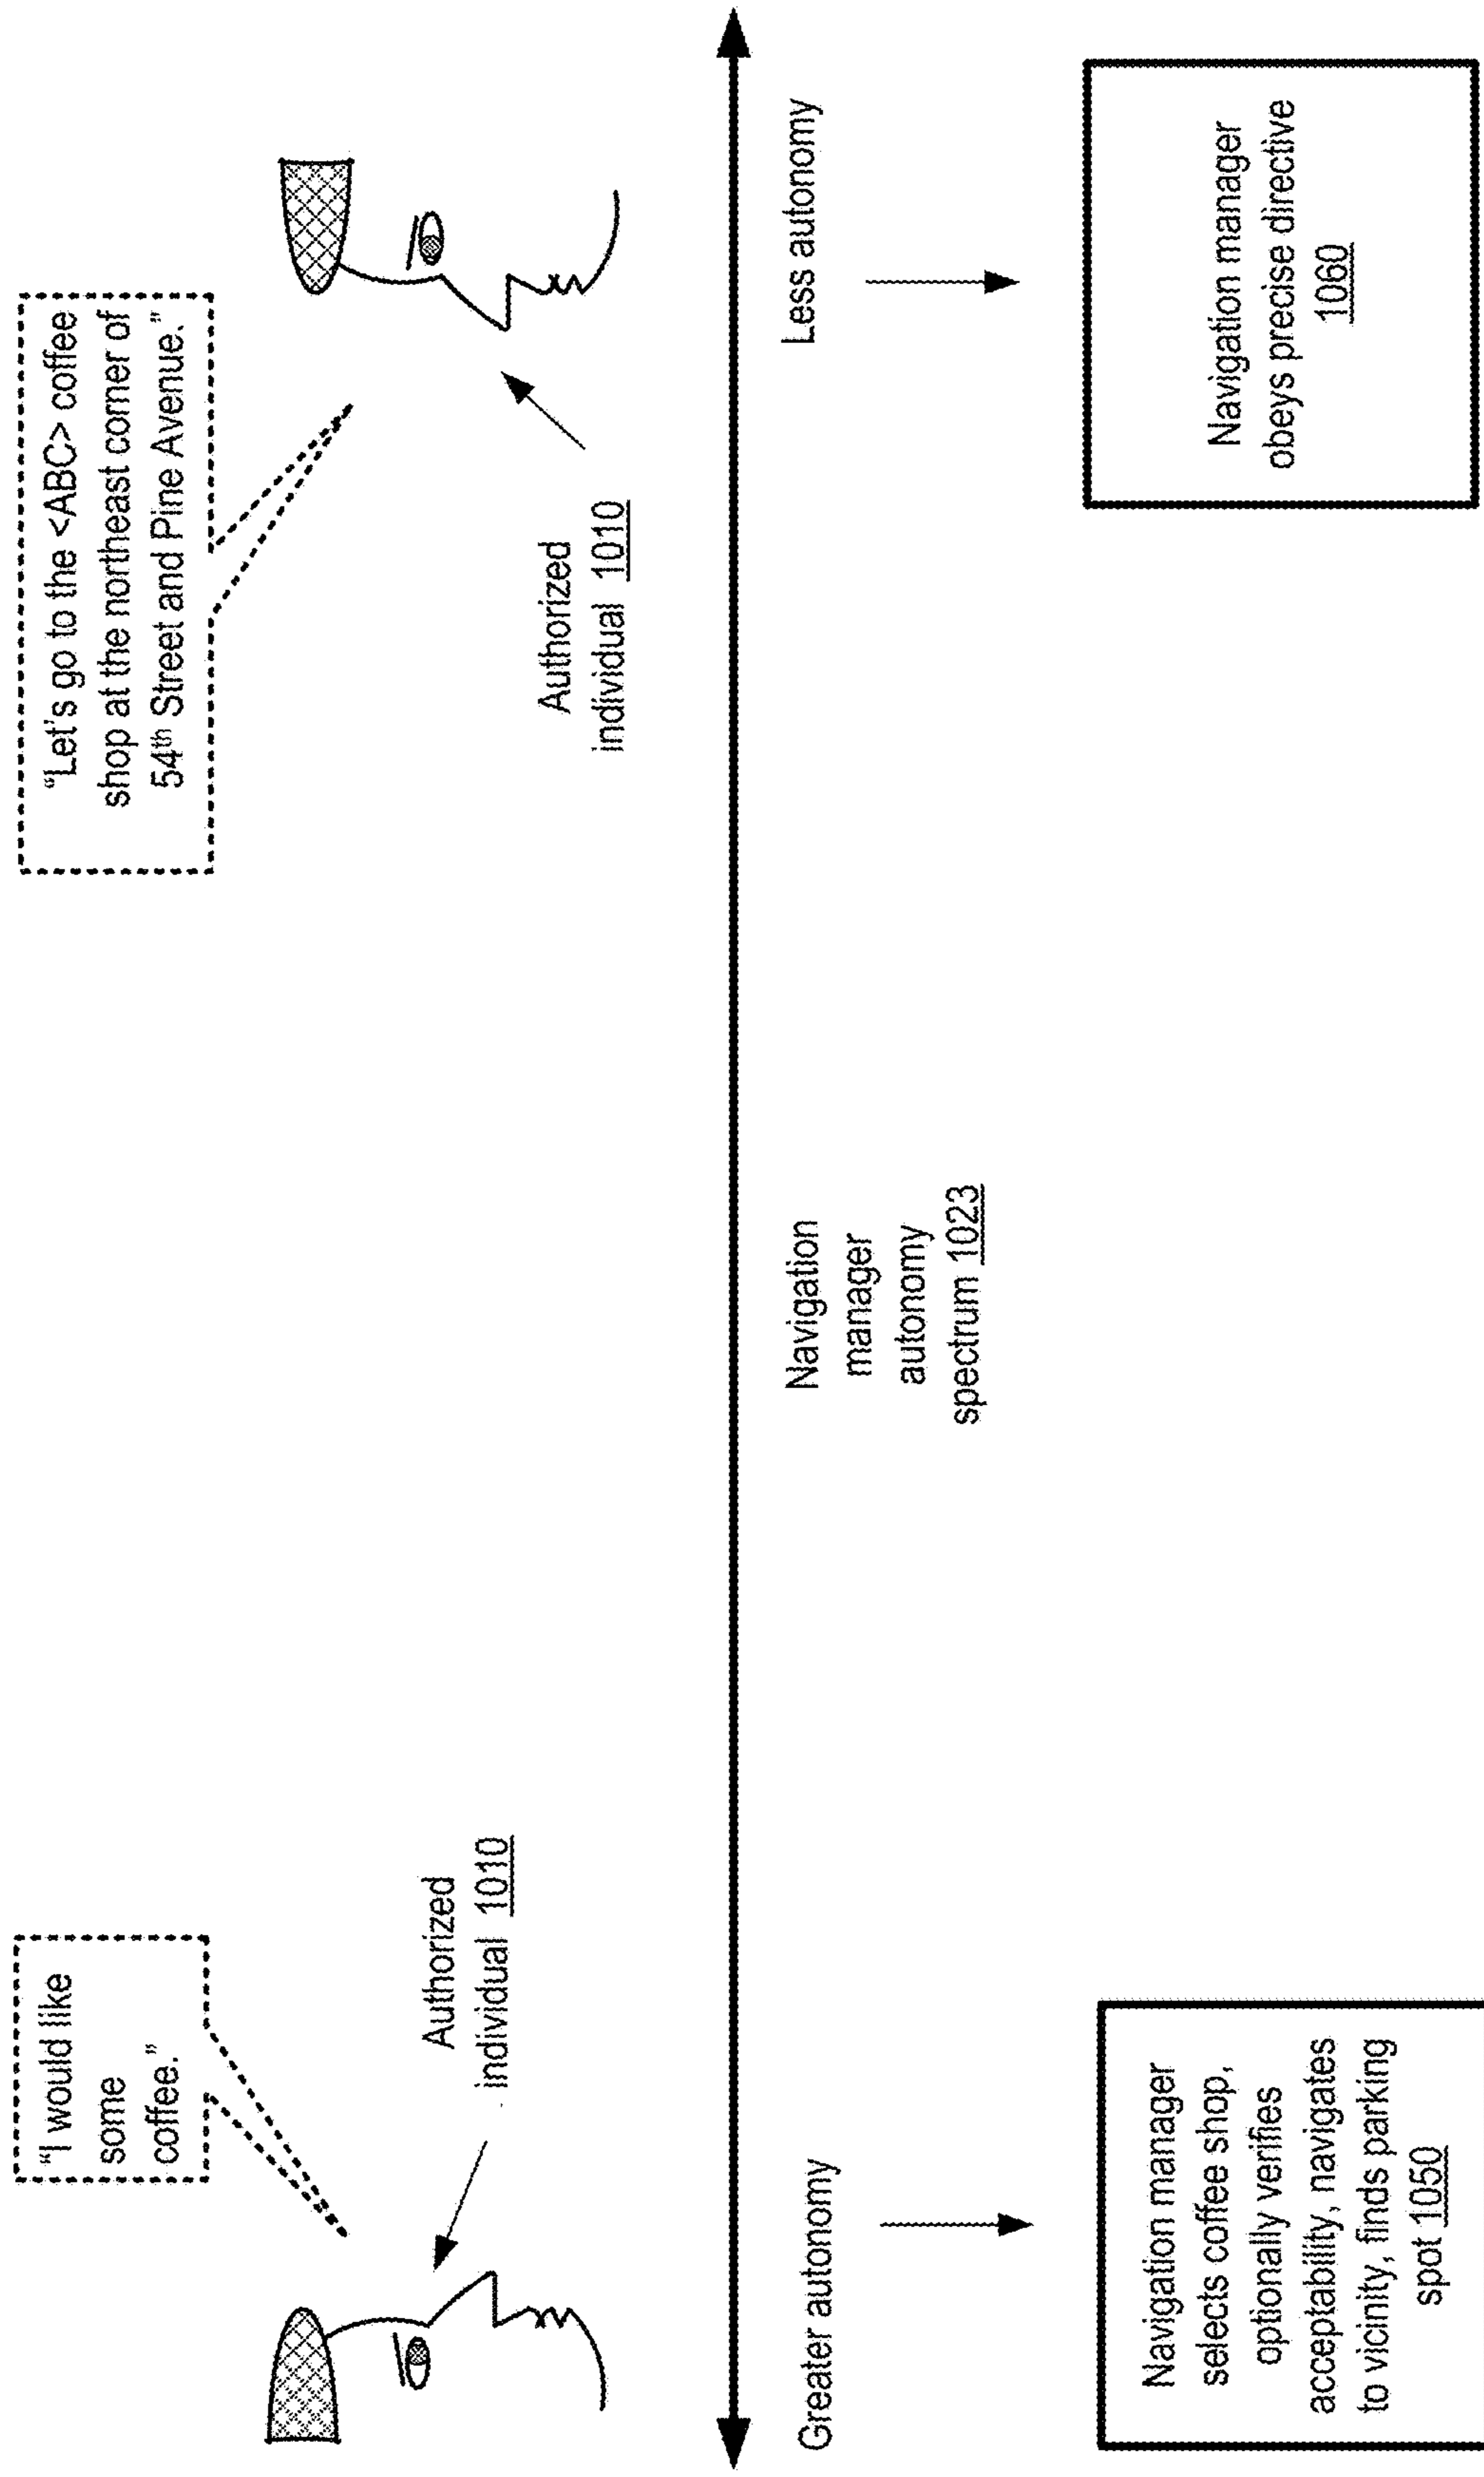 “I would like
some
coffee.”
Authorized
individual 1010
“Let’s go to the <ABC> coffee
shop at the northeast corner of
54th Street and Pine Avenue.”
Authorized
individual 1010
Greater autonomy
Navigation
manager
autonomy
spectrum 1023
Less autonomy
Navigation manager
selects coffee shop,
optionally verifies
acceptability, navigates
to vicinity, finds parking
spot 1050
Navigation manager
obeys precise directive
1060